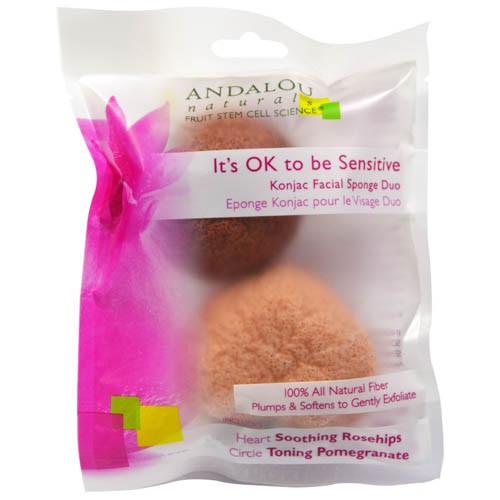 ANDALOU
naturals
FRUIT STEM CELL SCIENCE®
It's OK to be Sensitive
Konjac Facial Sponge Duo
Eponge Konjac pour le Visage Duo
100% All Natural Fiber
Plumps & Softens to Gently Exfoliate
Heart Soothing Rosehips
Circle Toning Pomegranate